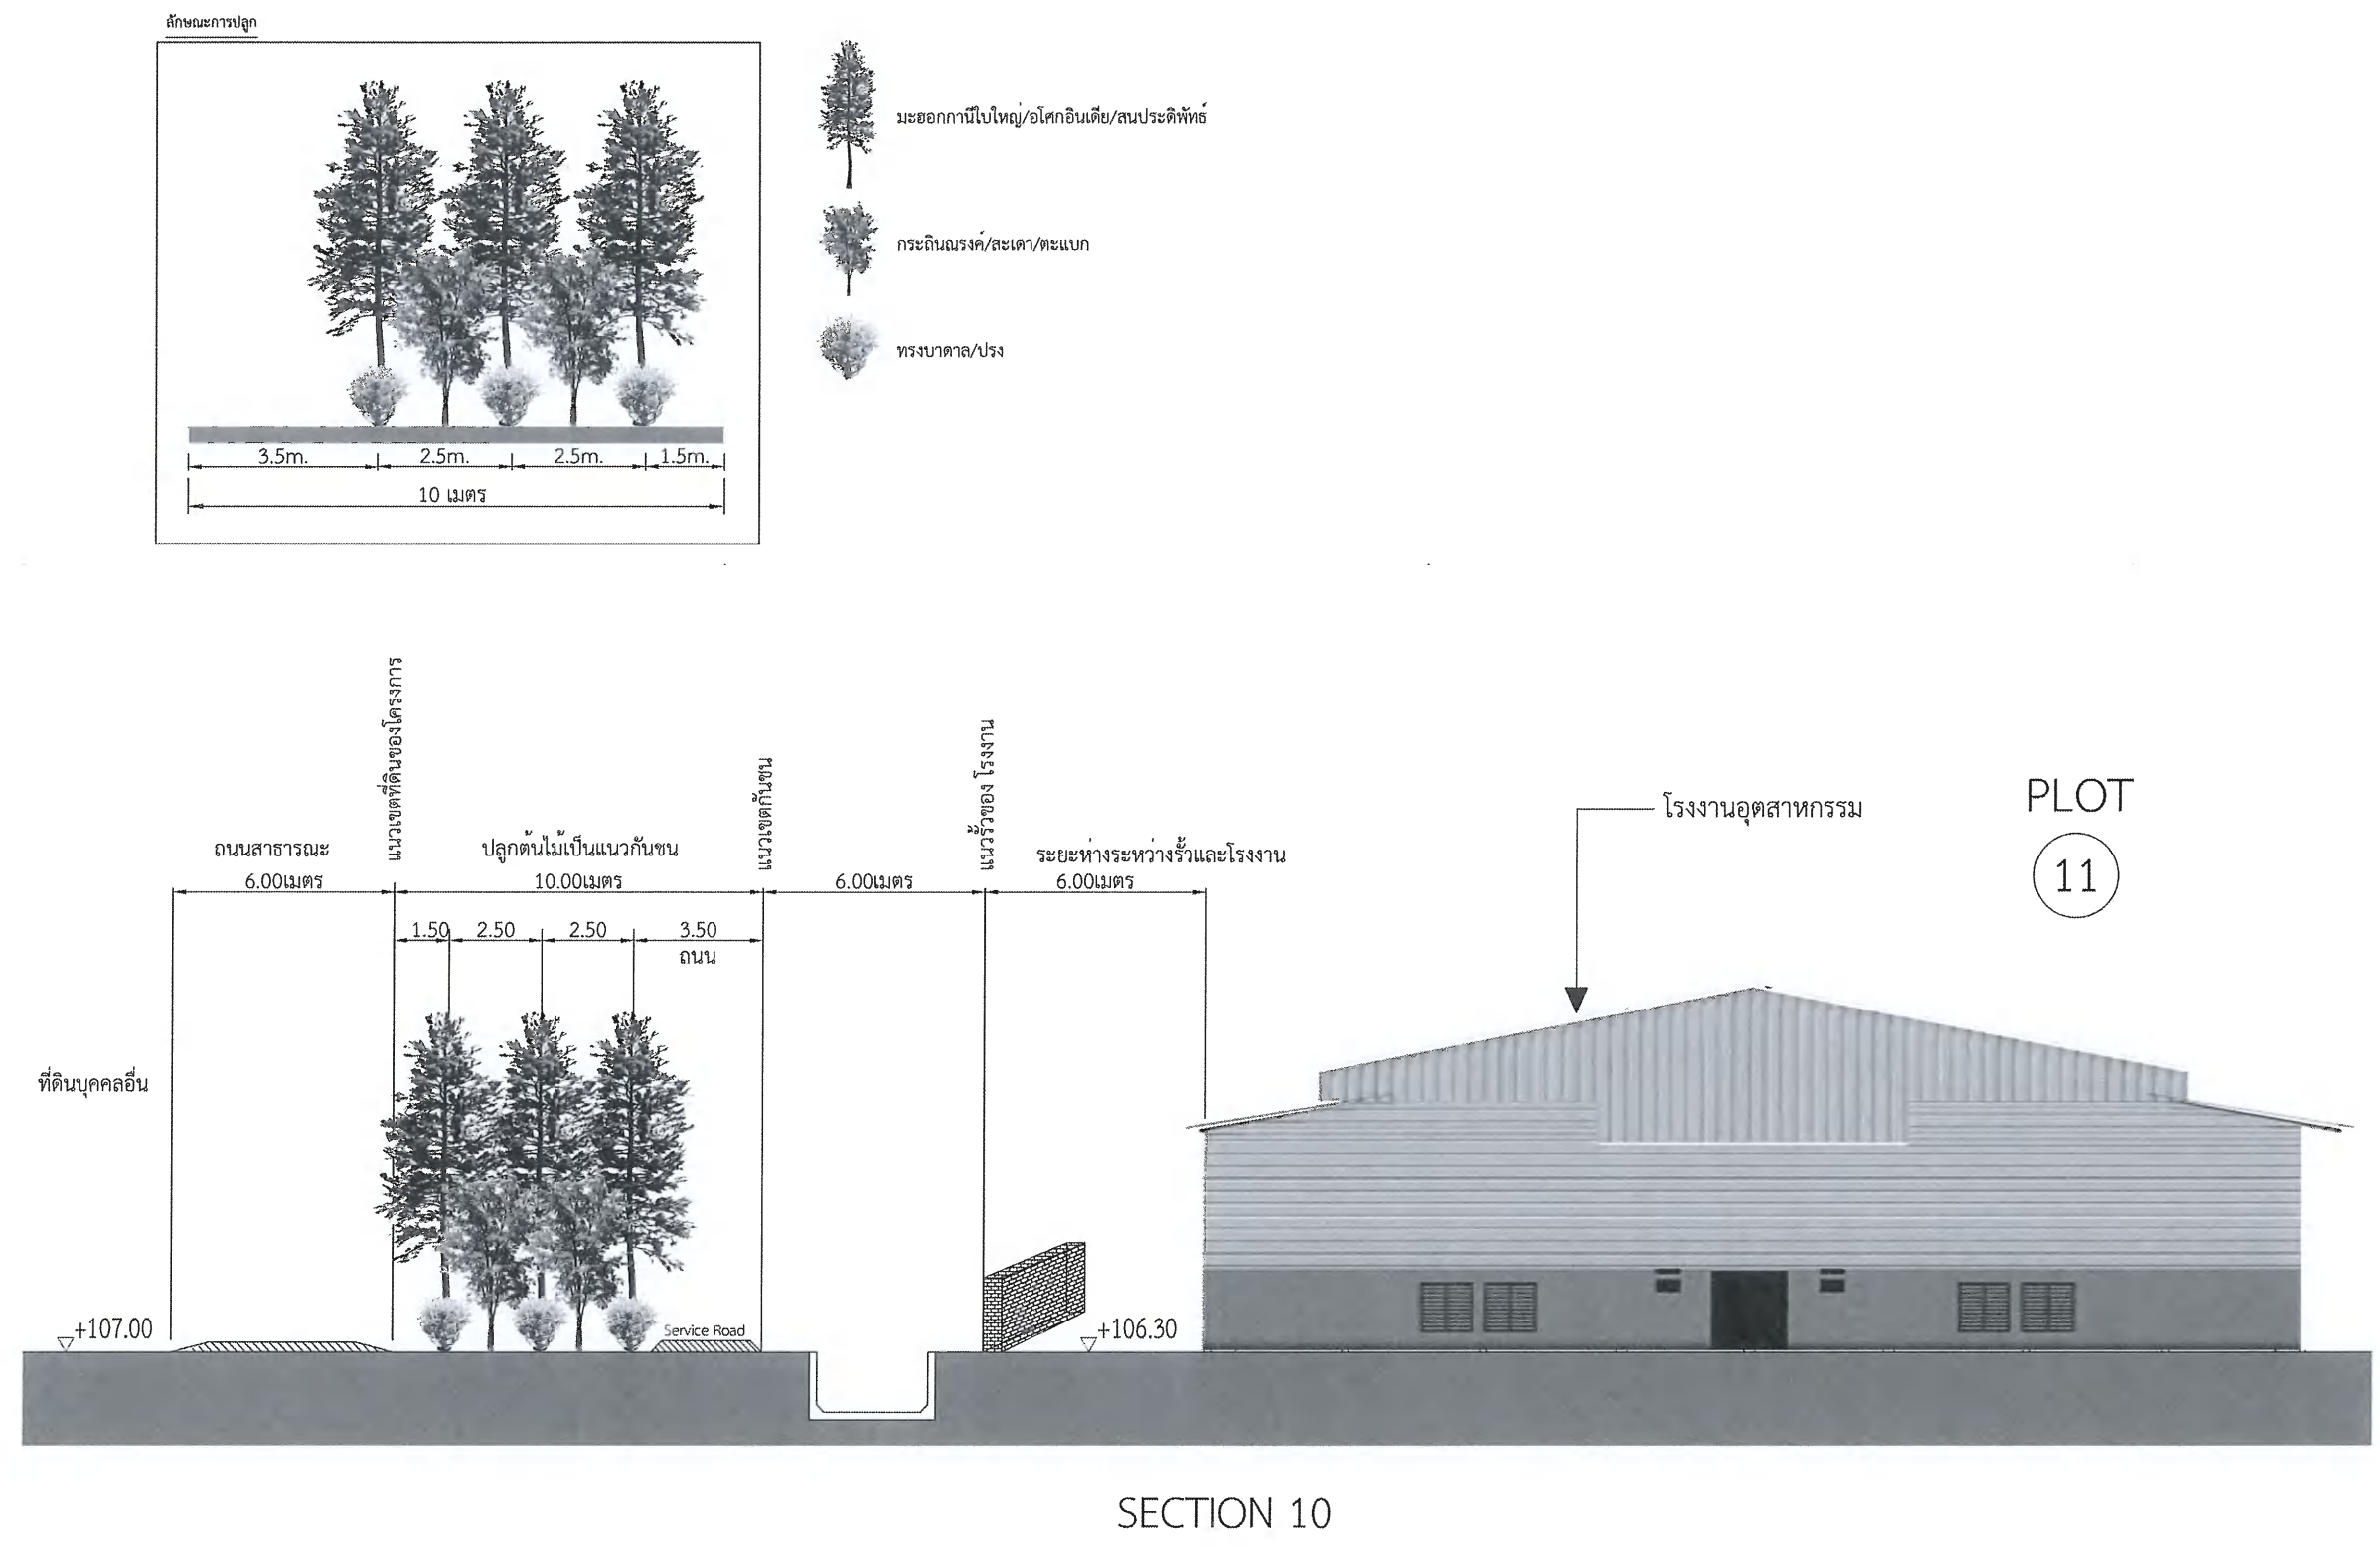 ลักษณะการปลูก
มะฮอกกานีใบใหญ่/อโศกอินเดีย/สนประดิพัทธ์
กระถินณรงค์/สะเดา/ตะแบก
ทรงบาดาล/ปรง
3.5m. 2.5m. 2.5m. 1.5m.
10 เมตร
แนวเขตที่ดินของโครงการ
แนวเขตกันชน
แนวรั้วของ โรงงาน
ถนนสาธารณะ
6.00เมตร
ปลูกต้นไม้เป็นแนวกันชน
10.00เมตร
6.00เมตร
ระยะห่างระหว่างรั้วและโรงงาน
6.00เมตร
1.50 2.50 2.50 3.50
ถนน
โรงงานอุตสาหกรรม
PLOT
11
ที่ดินบุคคลอื่น
+107.00
Service Road
+106.30
SECTION 10